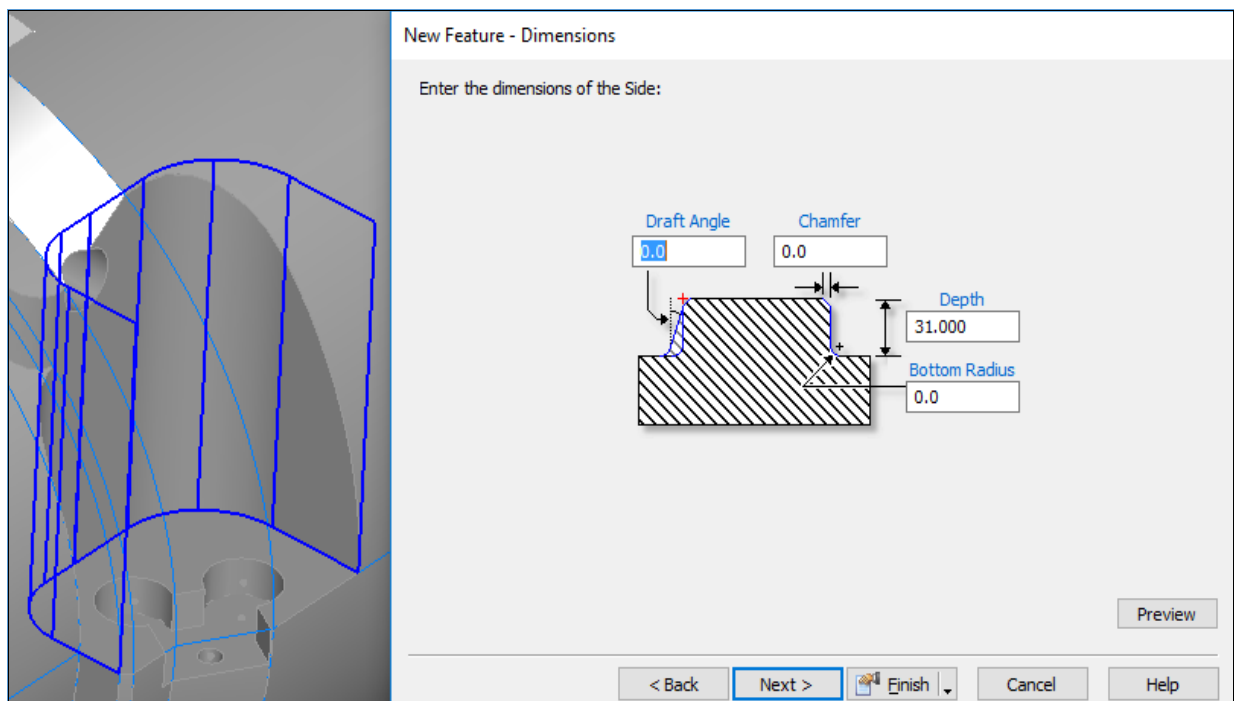 New Feature - Dimensions
Enter the dimensions of the Side:
Draft Angle
Chamfer
0.0
0.0
Depth
31.000
Bottom Radius
0.0
Preview
< Back
Next >
Finish
Cancel
Help